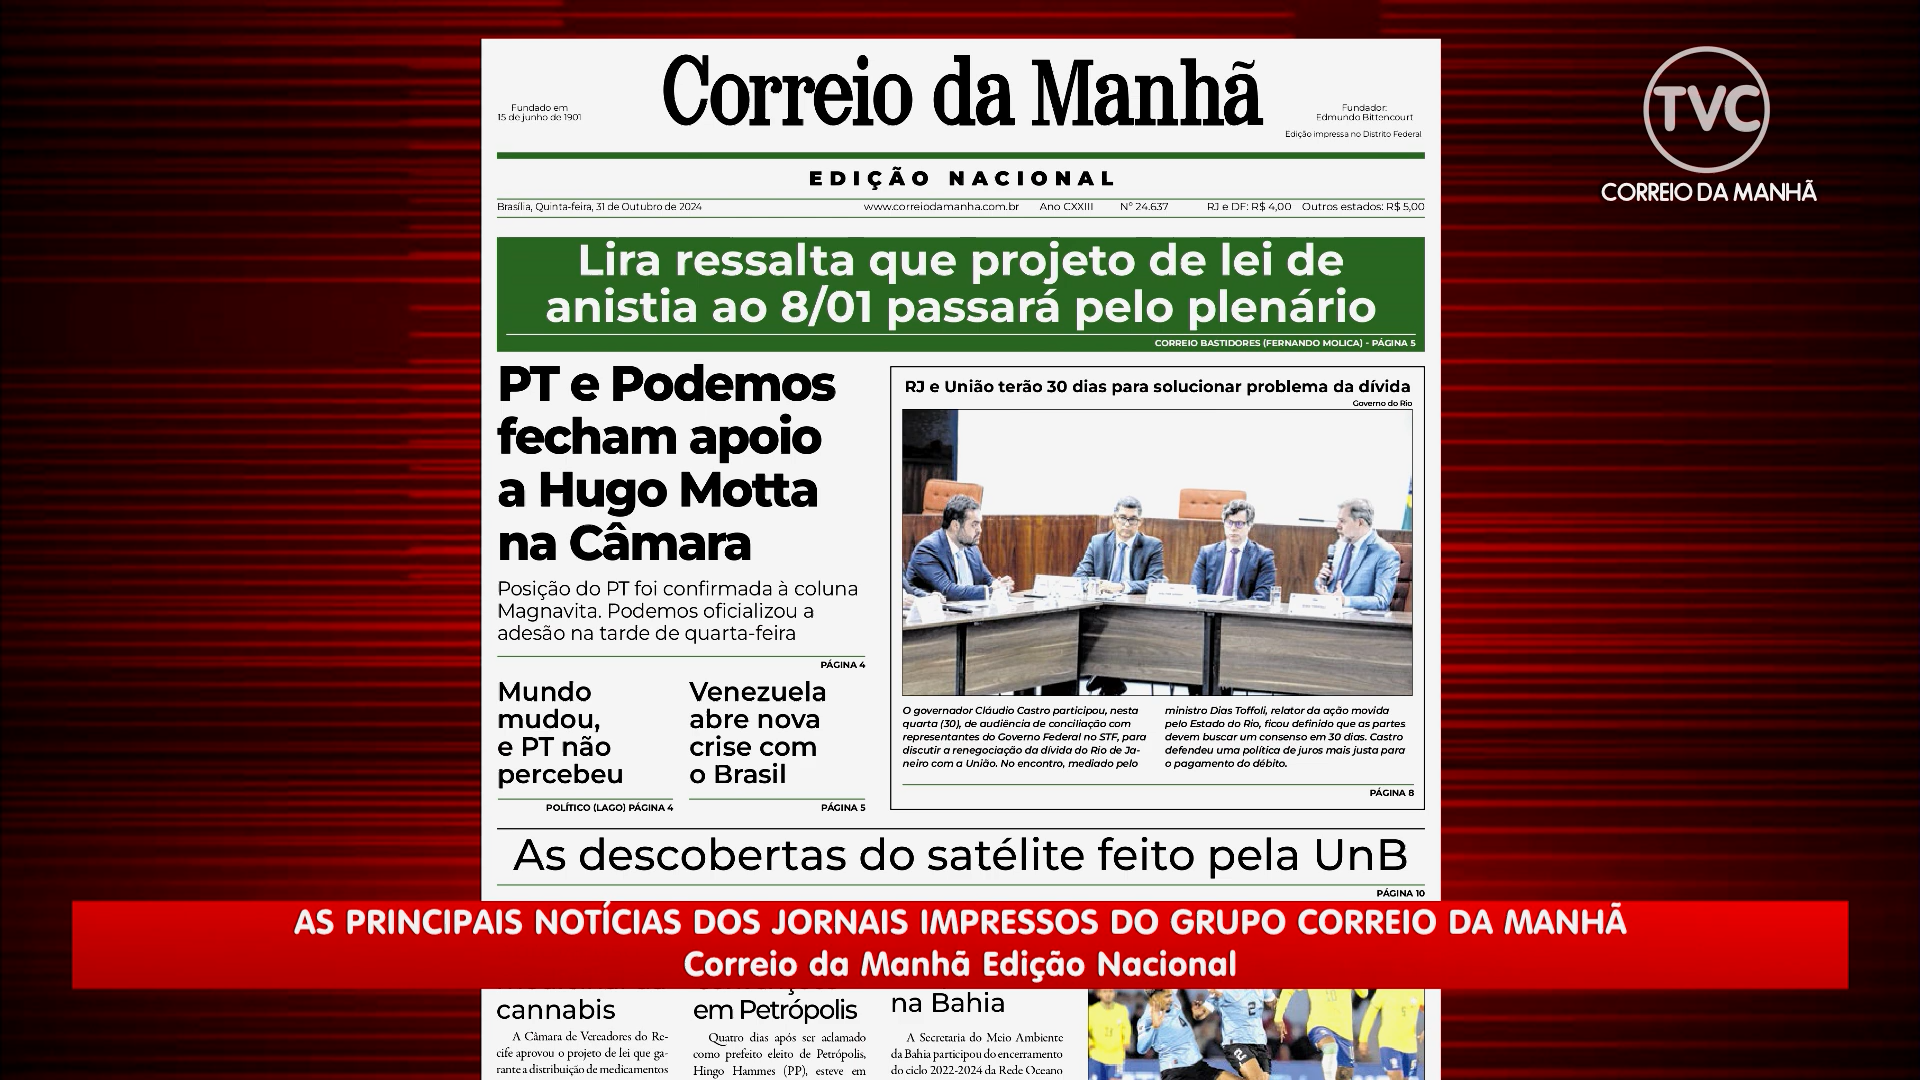 Correio da Manhã
Fundado em
15 de junho de 1901
Fundador:
Edmundo Bittencourt
Edição impressa no Distrito Federal
EDIÇÃO NACIONAL
Brasília, Quinta-feira, 31 de Outubro de 2024 www.correiodamanha.com.br Ano CXXIII Nº 24.637 RJ e DF: R$ 4,00 Outros estados: R$ 5,00
TVC
CORREIO DA MANHÃ
Lira ressalta que projeto de lei de
anistia ao 8/01 passará pelo plenário
CORREIO BASTIDORES (FERNANDO MOLICA) - PÁGINA 5
PT e Podemos
fecham apoio
a Hugo Motta
na Câmara
Posição do PT foi confirmada à coluna
Magnavita. Podemos oficializou a
adesão na tarde de quarta-feira
PÁGINA 4
Mundo
mudou,
e PT não
percebeu
POLÍTICO (LAGO) PÁGINA 4
Venezuela
abre nova
crise com
o Brasil
PÁGINA 5
RJ e União terão 30 dias para solucionar problema da dívida
Governo do Rio
O governador Cláudio Castro participou, nesta
quarta (30), de audiência de conciliação com
representantes do Governo Federal no STF, para
discutir a renegociação da dívida do Rio de Ja-
neiro com a União. No encontro, mediado pelo
ministro Dias Toffoli, relator da ação movida
pelo Estado do Rio, ficou definido que as partes
devem buscar um consenso em 30 dias. Castro
defendeu uma política de juros mais justa para
o pagamento do débito.
PÁGINA 8
As descobertas do satélite feito pela UnB
PÁGINA 10
AS PRINCIPAIS NOTÍCIAS DOS JORNAIS IMPRESSOS DO GRUPO CORREIO DA MANHÃ
Correio da Manhã Edição Nacional
cannabis
A Câmara de Vereadores do Re-
cife aprovou o projeto de lei que ga-
rante a distribuição de medicamentos
em Petrópolis
Quatro dias após ser aclamado
como prefeito eleito de Petrópolis,
Hingo Hammes (PP), esteve em
na Bahia
A Secretaria do Meio Ambiente
da Bahia participou do encerramento
do ciclo 2022-2024 da Rede Oceano